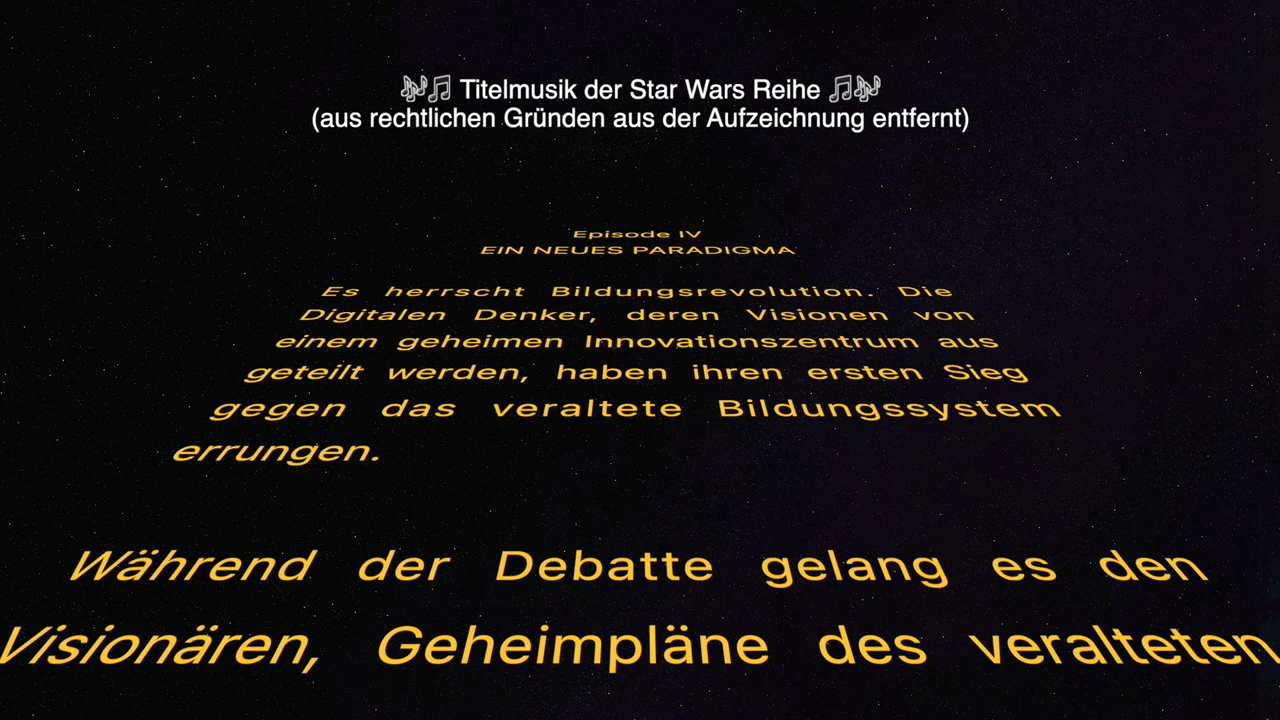 🎶🎵 Titelmusik der Star Wars Reihe 🎵🎶
(aus rechtlichen Gründen aus der Aufzeichnung entfernt)
Episode IV
EIN NEUES PARADIGMA
Es herrscht Bildungsrevolution. Die
Digitalen Denker, deren Visionen von
einem geheimen Innovationszentrum aus
geteilt werden, haben ihren ersten Sieg
gegen das veraltete Bildungssystem
errungen.
Während der Debatte gelang es den
Visionären, Geheimpläne des veralteten